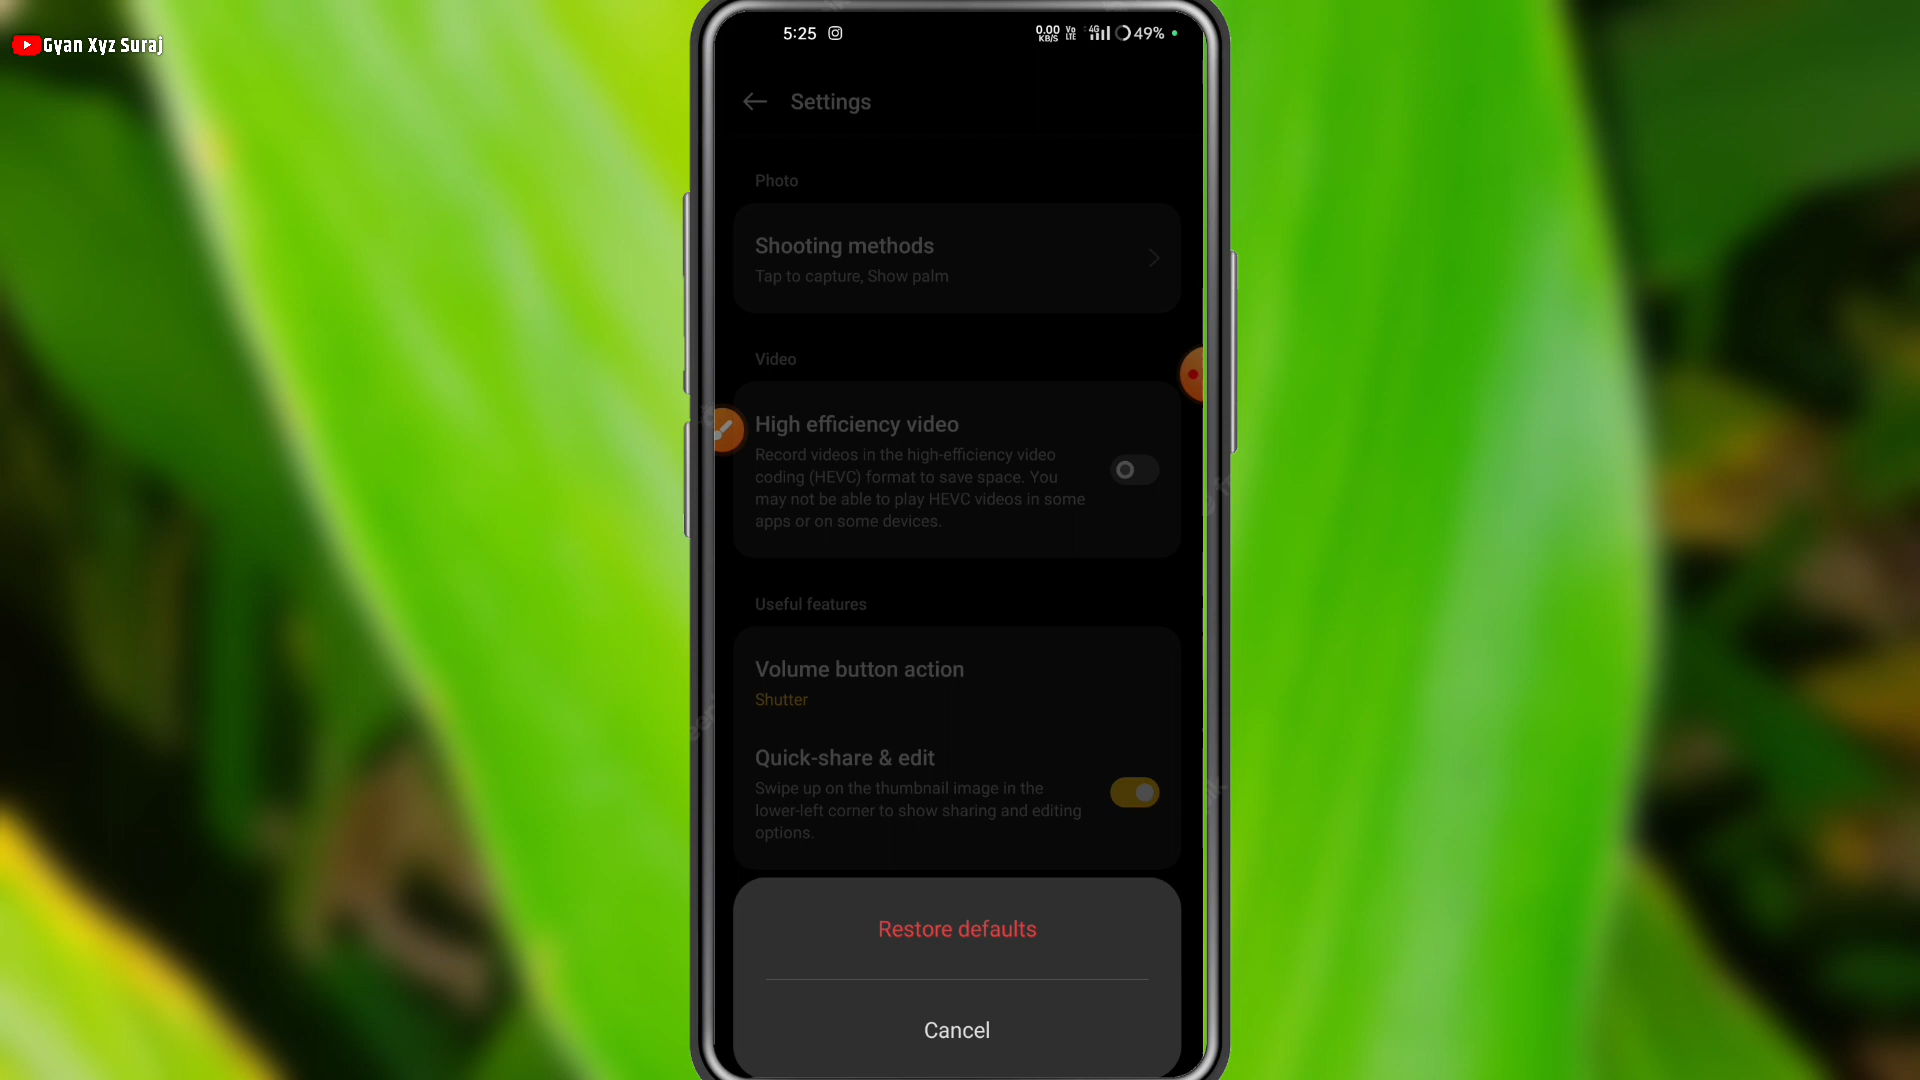 Gyan Xyz Suraj
5:25
0.00 KB/S Vo LTE 4G 49%
Settings
Photo
Shooting methods
Tap to capture, Show palm
Video
High efficiency video
Record videos in the high-efficiency video
coding (HEVC) format to save space. You
may not be able to play HEVC videos in some
apps or on some devices.
Useful features
Volume button action
Shutter
Quick-share & edit
Swipe up on the thumbnail image in the
lower-left corner to show sharing and editing
options.
Restore defaults
Cancel